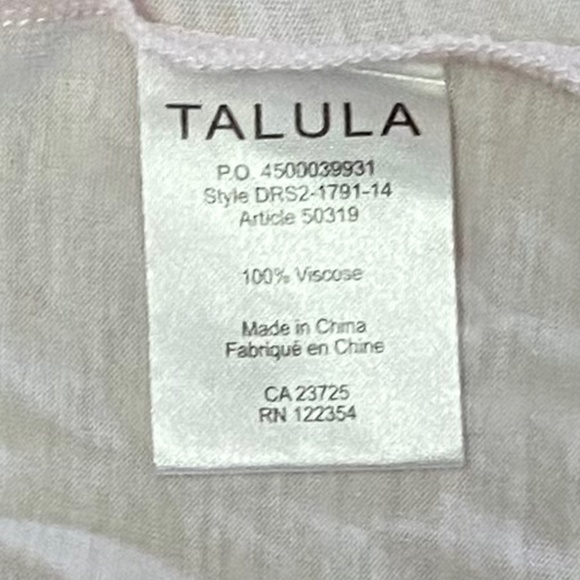 TALULA
P.O. 4500039931
Style DRS2-1791-14
Article 50319
100% Viscose
Made in China
Fabriqué en Chine
CA 23725
RN 122354